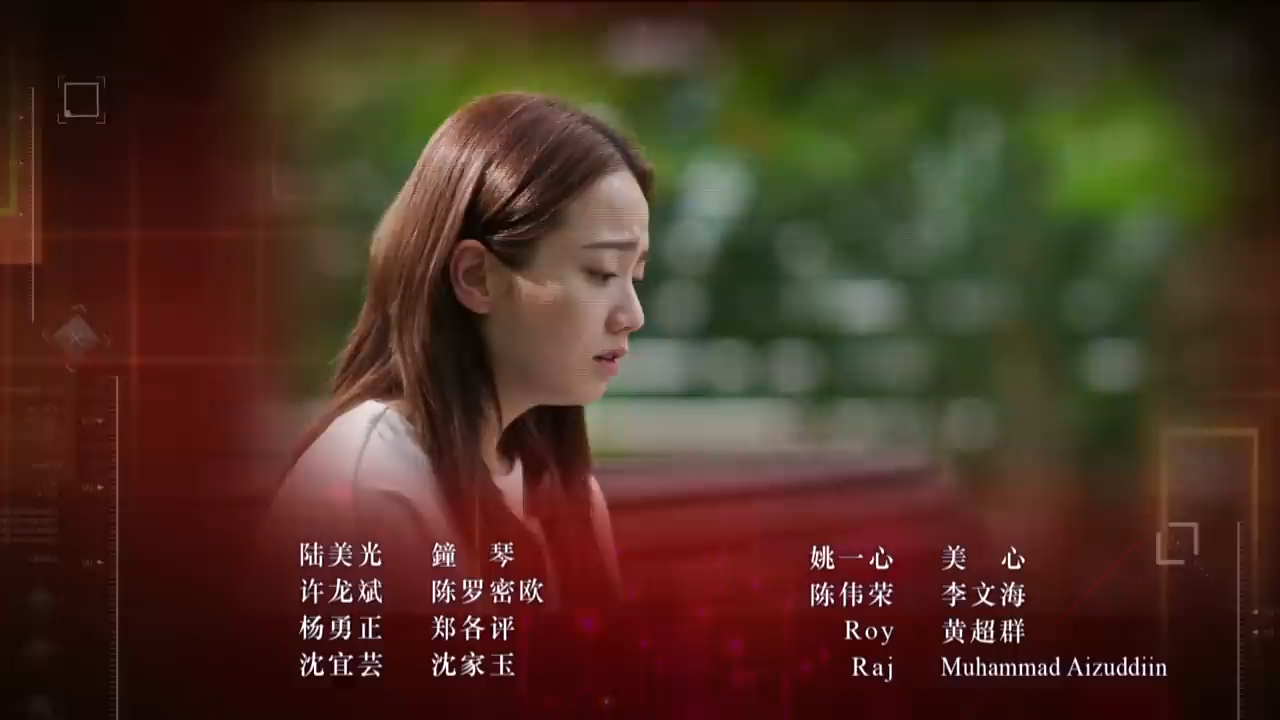 陆美光 鐘 琴
许龙斌 陈罗密欧
杨勇正 郑各评
沈宜芸 沈家玉
姚一心 美 心
陈伟荣 李文海
Roy 黄超群
Raj Muhammad Aizuddiin